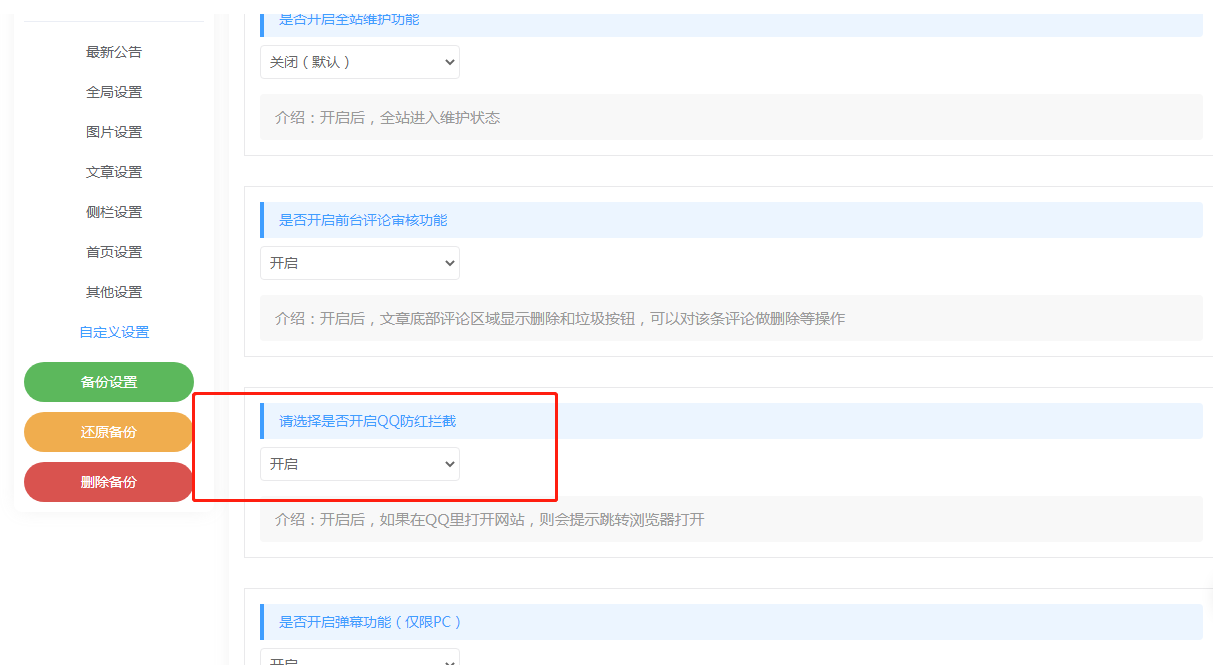 最新公告
全局设置
图片设置
文章设置
侧栏设置
首页设置
其他设置
自定义设置
备份设置
还原备份
删除备份
是否开启全站维护功能
关闭（默认）
介绍：开启后，全站进入维护状态
是否开启前台评论审核功能
开启
介绍：开启后，文章底部评论区域显示删除和垃圾按钮，可以对该条评论做删除等操作
请选择是否开启QQ防红拦截
开启
介绍：开启后，如果在QQ里打开网站，则会提示跳转浏览器打开
是否开启弹幕功能（仅限PC）
开启